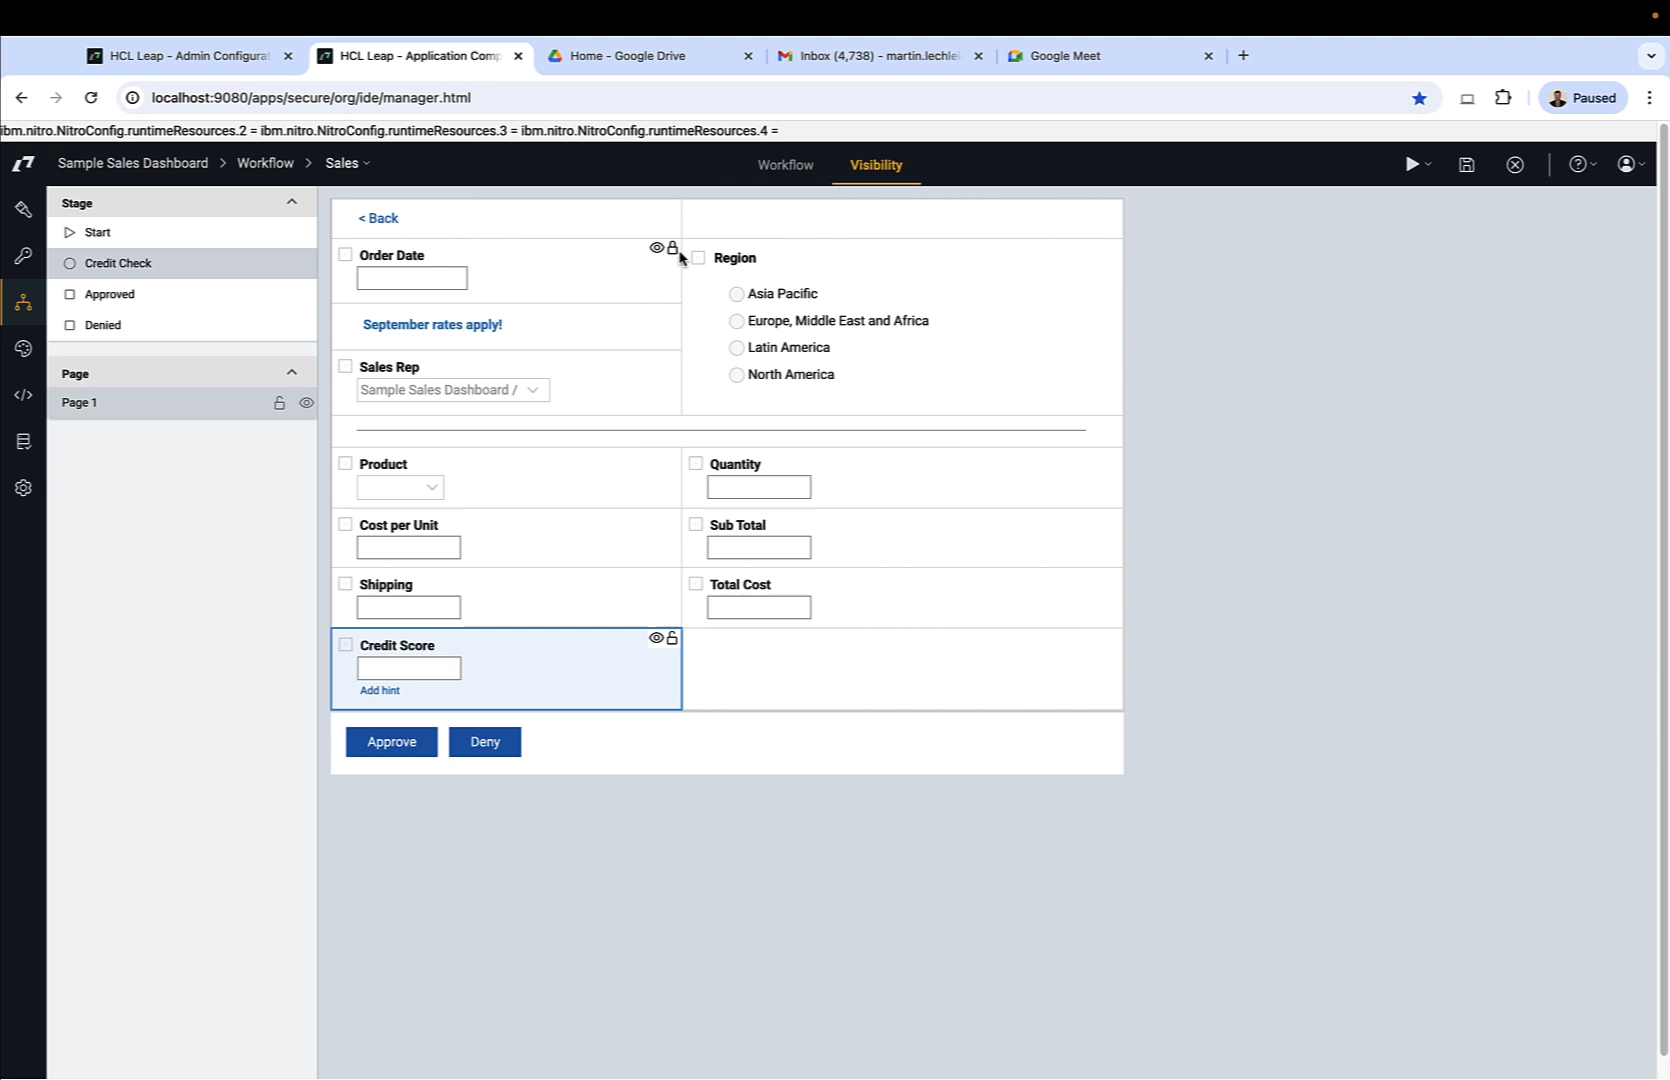 HCL Leap - Admin Configurat
HCL Leap - Application Comp
Home - Google Drive
Inbox (4,738) - martin.lechlei
Google Meet
localhost:9080/apps/secure/org/ide/manager.html
Paused
ibm.nitro.NitroConfig.runtimeResources.2 = ibm.nitro.NitroConfig.runtimeResources.3 = ibm.nitro.NitroConfig.runtimeResources.4 =
Sample Sales Dashboard > Workflow > Sales
Workflow
Visibility
Stage
Start
Credit Check
Approved
Denied
Page
Page 1
< Back
Order Date
Region
Asia Pacific
Europe, Middle East and Africa
Latin America
North America
September rates apply!
Sales Rep
Sample Sales Dashboard /
Product
Quantity
Cost per Unit
Sub Total
Shipping
Total Cost
Credit Score
Add hint
Approve
Deny